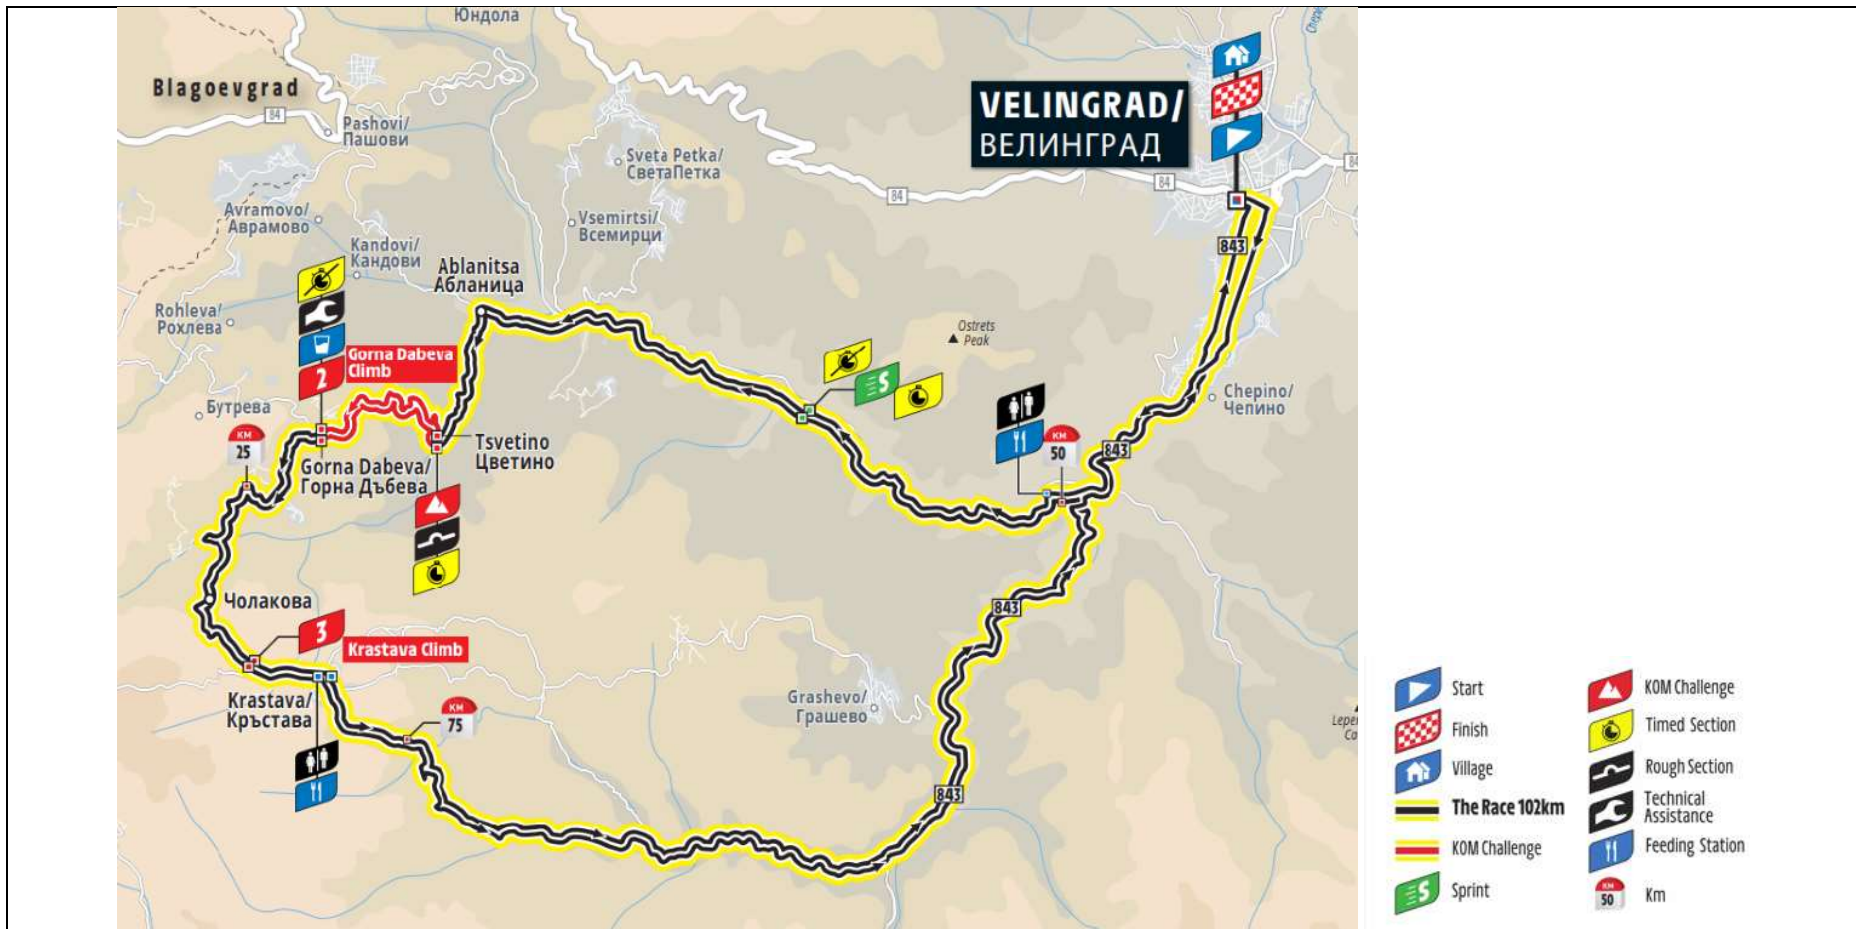 Юндола
Blagoevgrad
84
Pashovi/
Пашови
Sveta Petka/
СветаПетка
VELINGRAD/
ВЕЛИНГРАД
84
84
84
Avramovo/
Аврамово
Vsemirtsi/
Всемирци
Kandovi/
Кандови
843
Ablanitsa
Абланица
Rohleva/
Рохлева
Ostrets
Peak
Gorna Dabeva
Climb
2
S
Chepino/
Чепино
Бутрева
KM
25
Tsvetino
Цветино
KM
50
843
Gorna Dabeva/
Горна Дъбева
Чолакова
843
3
Krastava Climb
Krastava/
Кръстава
KM
75
Grashevo/
Грашево
843
Start
Finish
Village
The Race 102km
KOM Challenge
S
Sprint
KOM Challenge
Timed Section
Rough Section
Technical
Assistance
Feeding Station
KM
50
Km